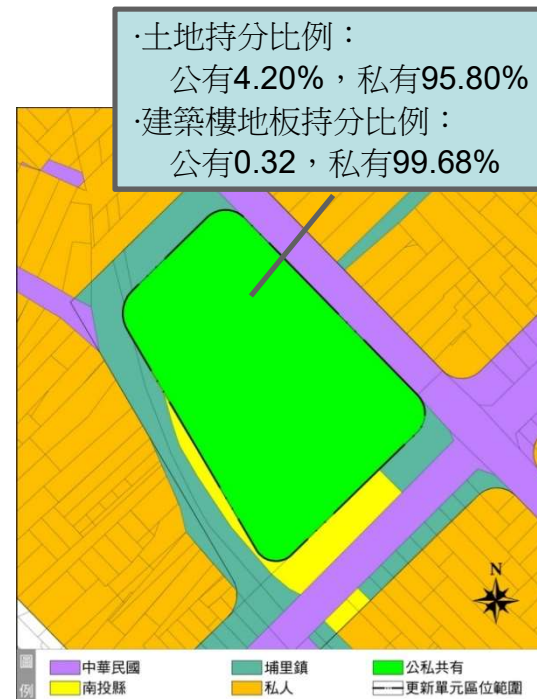 ·土地持分比例：
公有4.20%，私有95.80%
·建築樓地板持分比例：
公有0.32，私有99.68%
N
圖例
中華民國
埔里鎮
公私共有
南投縣
私人
更新單元區位範圍